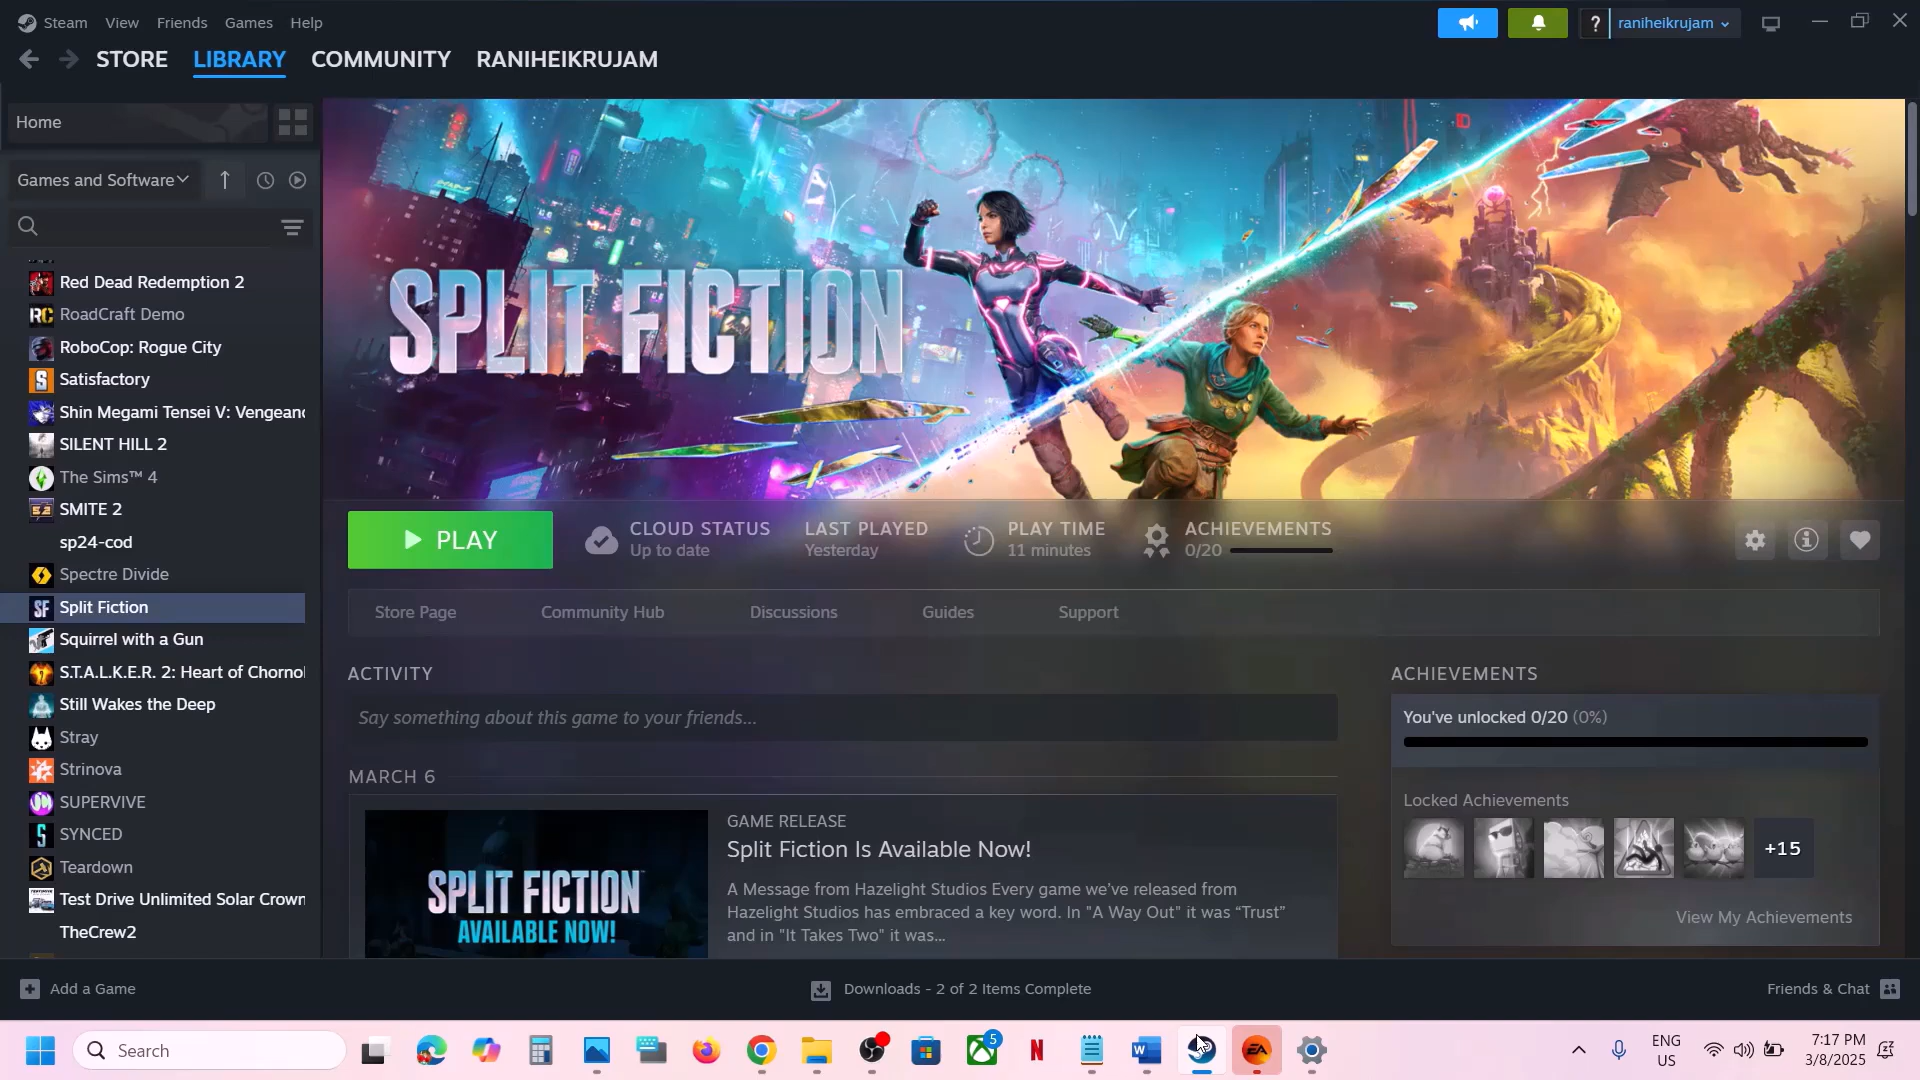 Steam View Friends Games Help
? raniheikrujam
STORE LIBRARY COMMUNITY RANIHEIKRUJAM
Home
Games and Software
SPLIT FICTION
Red Dead Redemption 2
RoadCraft Demo
RoboCop: Rogue City
Satisfactory
Shin Megami Tensei V: Vengeanc
SILENT HILL 2
The Sims™ 4
SMITE 2
sp24-cod
Spectre Divide
Split Fiction
Squirrel with a Gun
S.T.A.L.K.E.R. 2: Heart of Chorno
Still Wakes the Deep
Stray
Strinova
SUPERVIVE
SYNCED
Teardown
Test Drive Unlimited Solar Crown
TheCrew2
PLAY
CLOUD STATUS
Up to date
LAST PLAYED
Yesterday
PLAY TIME
11 minutes
ACHIEVEMENTS
0/20
Store Page Community Hub Discussions Guides Support
ACTIVITY
Say something about this game to your friends...
MARCH 6
SPLIT FICTION
AVAILABLE NOW!
GAME RELEASE
Split Fiction Is Available Now!
A Message from Hazelight Studios Every game we've released from
Hazelight Studios has embraced a key word. In "A Way Out" it was “Trust”
and in "It Takes Two" it was...
ACHIEVEMENTS
You've unlocked 0/20 (0%)
Locked Achievements
+15
View My Achievements
Add a Game
Downloads - 2 of 2 Items Complete
Friends & Chat
Search
5
N
W
EA
ENG
US
7:17 PM
3/8/2025